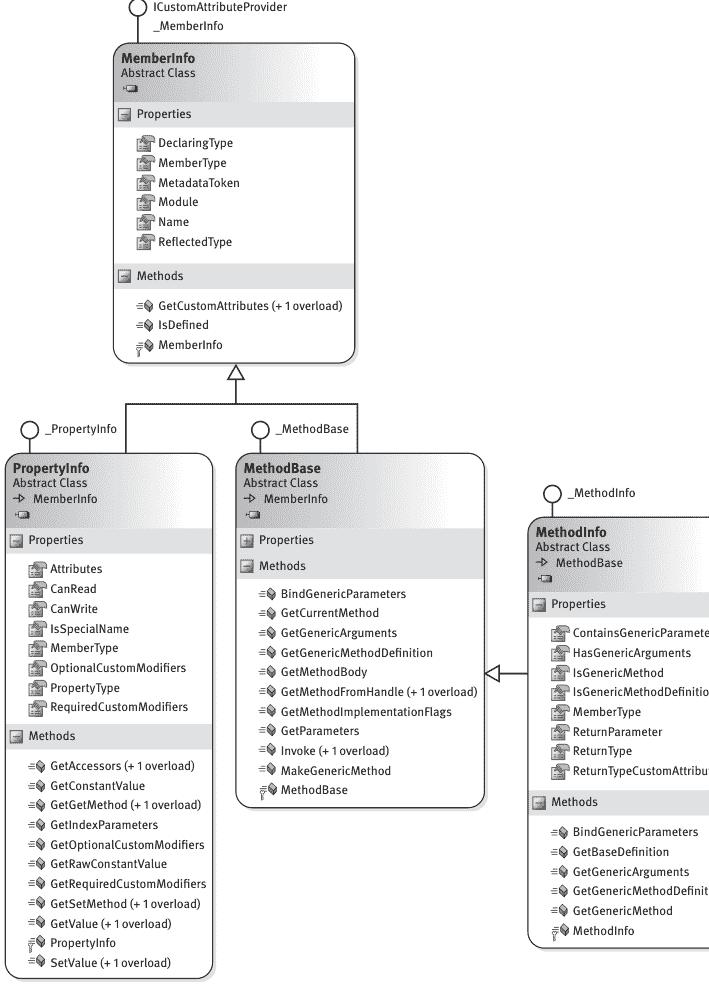 ICustomAttributeProvider
_MemberInfo
MemberInfo
Abstract Class
Properties
DeclaringType
MemberType
MetadataToken
Module
Name
ReflectedType
Methods
GetCustomAttributes (+ 1 overload)
IsDefined
MemberInfo
_PropertyInfo
PropertyInfo
Abstract Class
MemberInfo
Properties
Attributes
CanRead
CanWrite
IsSpecialName
MemberType
OptionalCustomModifiers
PropertyType
RequiredCustomModifiers
Methods
GetAccessors (+ 1 overload)
GetConstantValue
GetGetMethod (+ 1 overload)
GetIndexParameters
GetOptionalCustomModifiers
GetRawConstantValue
GetRequiredCustomModifiers
GetSetMethod (+ 1 overload)
GetValue (+ 1 overload)
PropertyInfo
SetValue (+ 1 overload)
_MethodBase
MethodBase
Abstract Class
MemberInfo
Properties
Methods
BindGenericParameters
GetCurrentMethod
GetGenericArguments
GetGenericMethodDefinition
GetMethodBody
GetMethodFromHandle (+ 1 overload)
GetMethodImplementationFlags
GetParameters
Invoke (+ 1 overload)
MakeGenericMethod
MethodBase
_MethodInfo
MethodInfo
Abstract Class
MethodBase
Properties
ContainsGenericParamete
HasGenericArguments
IsGenericMethod
IsGenericMethodDefinitio
MemberType
ReturnParameter
ReturnType
ReturnTypeCustomAttribu
Methods
BindGenericParameters
GetBaseDefinition
GetGenericArguments
GetGenericMethodDefinit
GetGenericMethod
MethodInfo